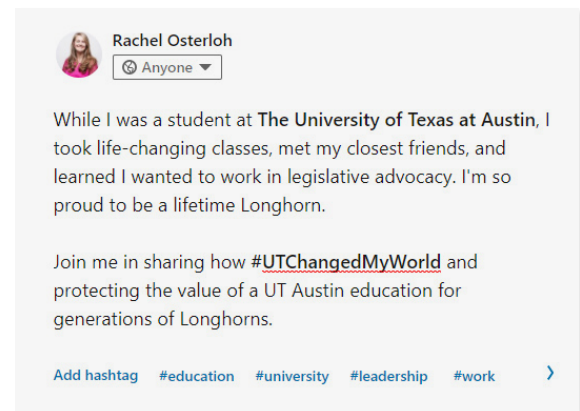 Rachel Osterloh
Anyone
While I was a student at The University of Texas at Austin, I
took life-changing classes, met my closest friends, and
learned I wanted to work in legislative advocacy. I'm so
proud to be a lifetime Longhorn.
Join me in sharing how #UTChangedMyWorld and
protecting the value of a UT Austin education for
generations of Longhorns.
Add hashtag #education #university #leadership #work